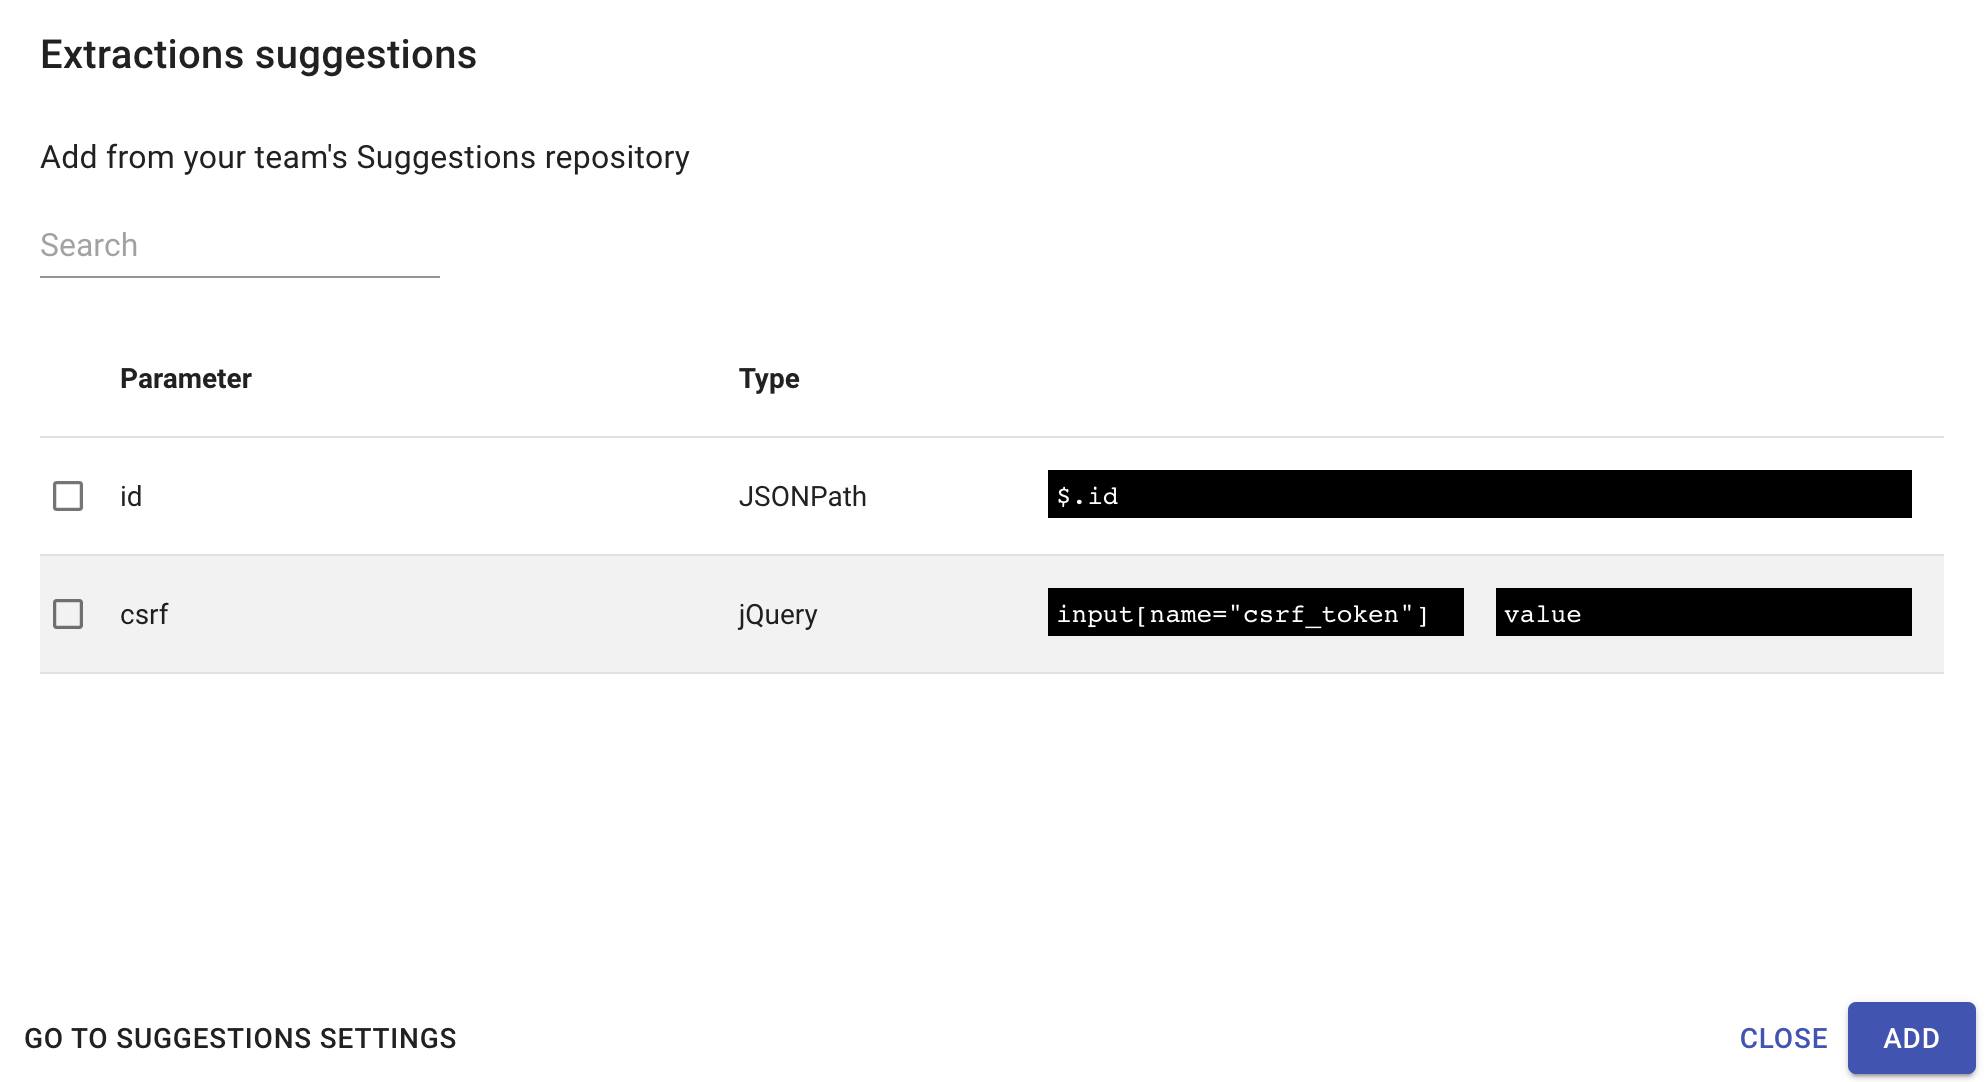 Extractions suggestions
Add from your team's Suggestions repository
Search
Parameter Type
id JSONPath $.id
csrf jQuery input[name="csrf_token"] value
GO TO SUGGESTIONS SETTINGS CLOSE ADD